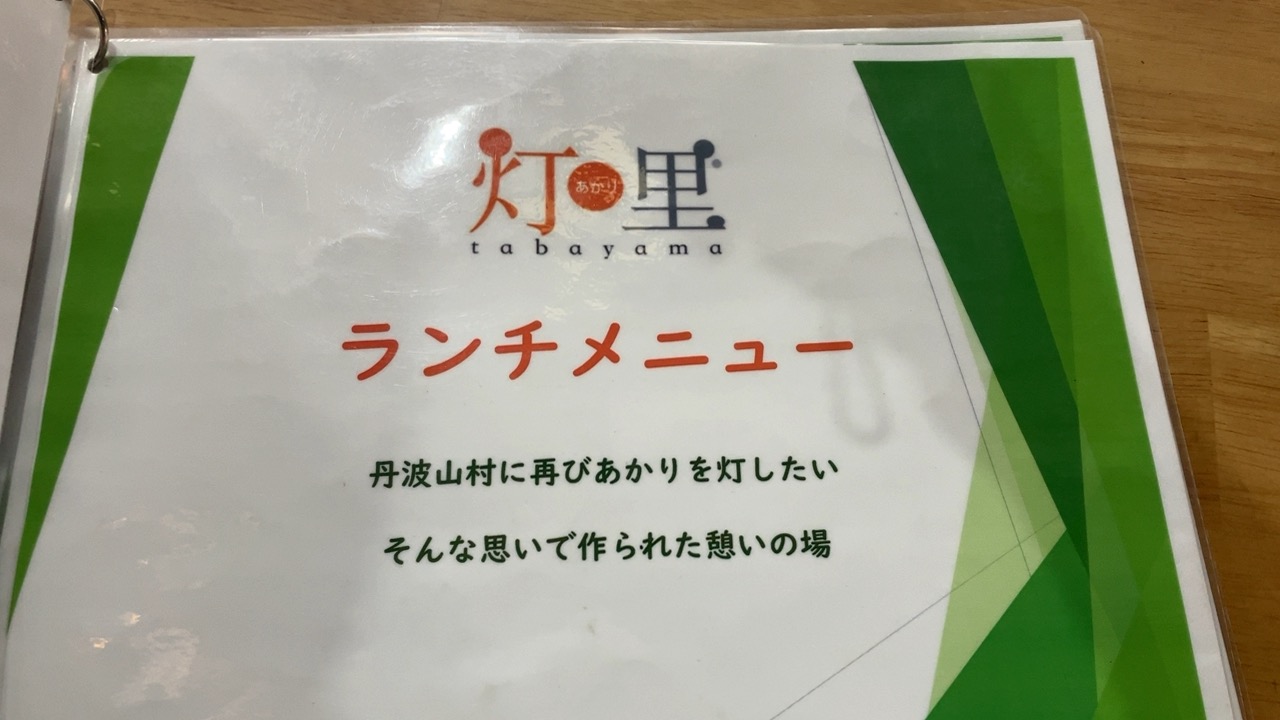 灯里
あかり
tabayama
ランチメニュー
丹波山村に再びあかりを灯したい
そんな思いで作られた憩いの場